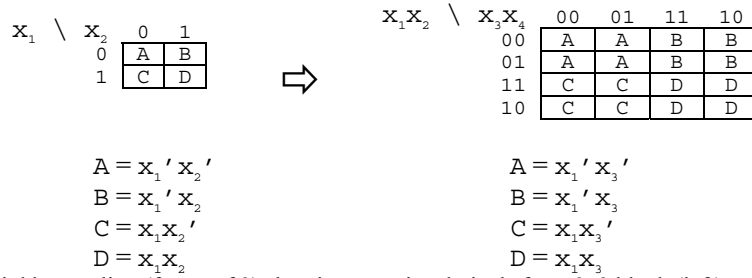 x₁ \ x₂ 0 1
0 A B
1 C D
⇨
x₁x₂ \ x₃x₄ 00 01 11 10
00 A A B B
01 A A B B
11 C C D D
10 C C D D
A = x₁′x₂′
B = x₁′x₂
C = x₁x₂′
D = x₁x₂
A = x₁′x₃′
B = x₁′x₃
C = x₁x₃′
D = x₁x₃